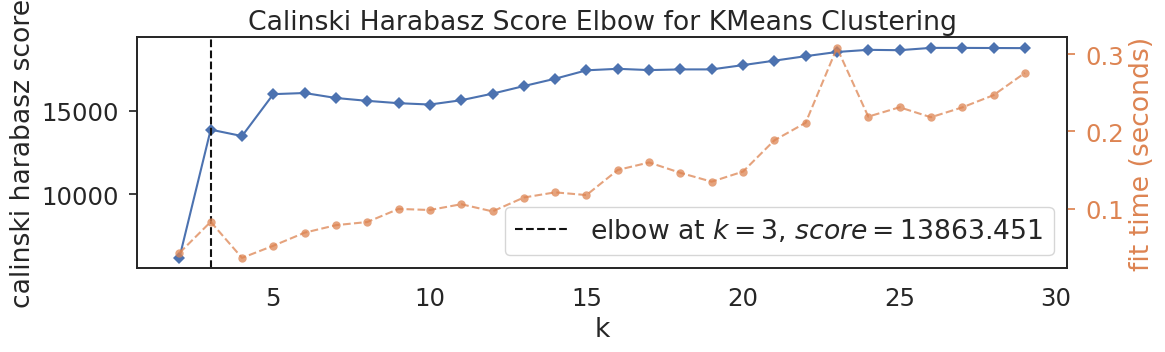 Calinski Harabasz Score Elbow for KMeans Clustering
calinski harabasz score
15000
10000
0.3
0.2
0.1
fit time (seconds)
elbow at k = 3, score = 13863.451
5 10 15 20 25 30
k